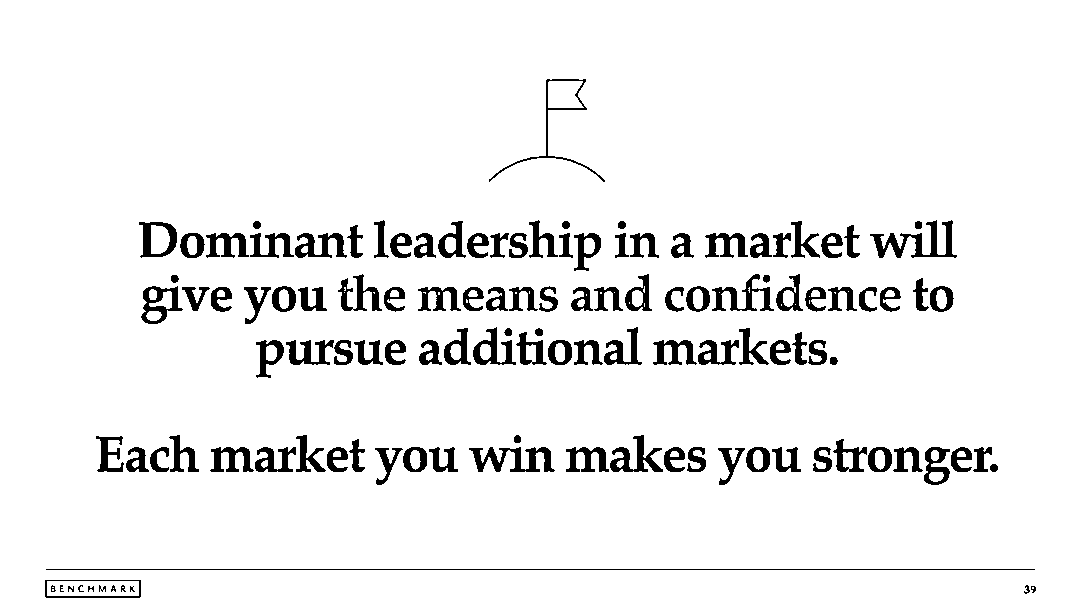 Dominant leadership in a market will
give you the means and confidence to
pursue additional markets.
Each market you win makes you stronger.
BENCHMARK
39